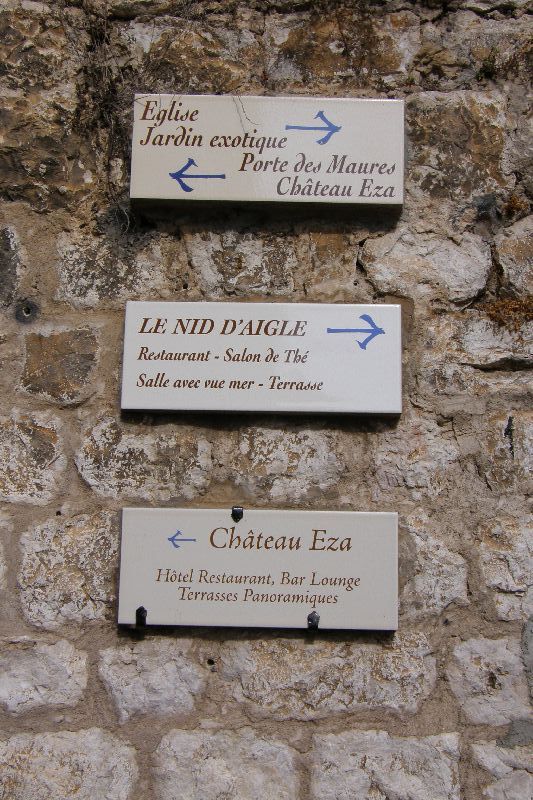 Eglise
Jardin exotique
Porte des Maures
Château Eza
LE NID D'AIGLE
Restaurant - Salon de Thé
Salle avec vue mer - Terrasse
Château Eza
Hôtel Restaurant, Bar Lounge
Terrasses Panoramiques